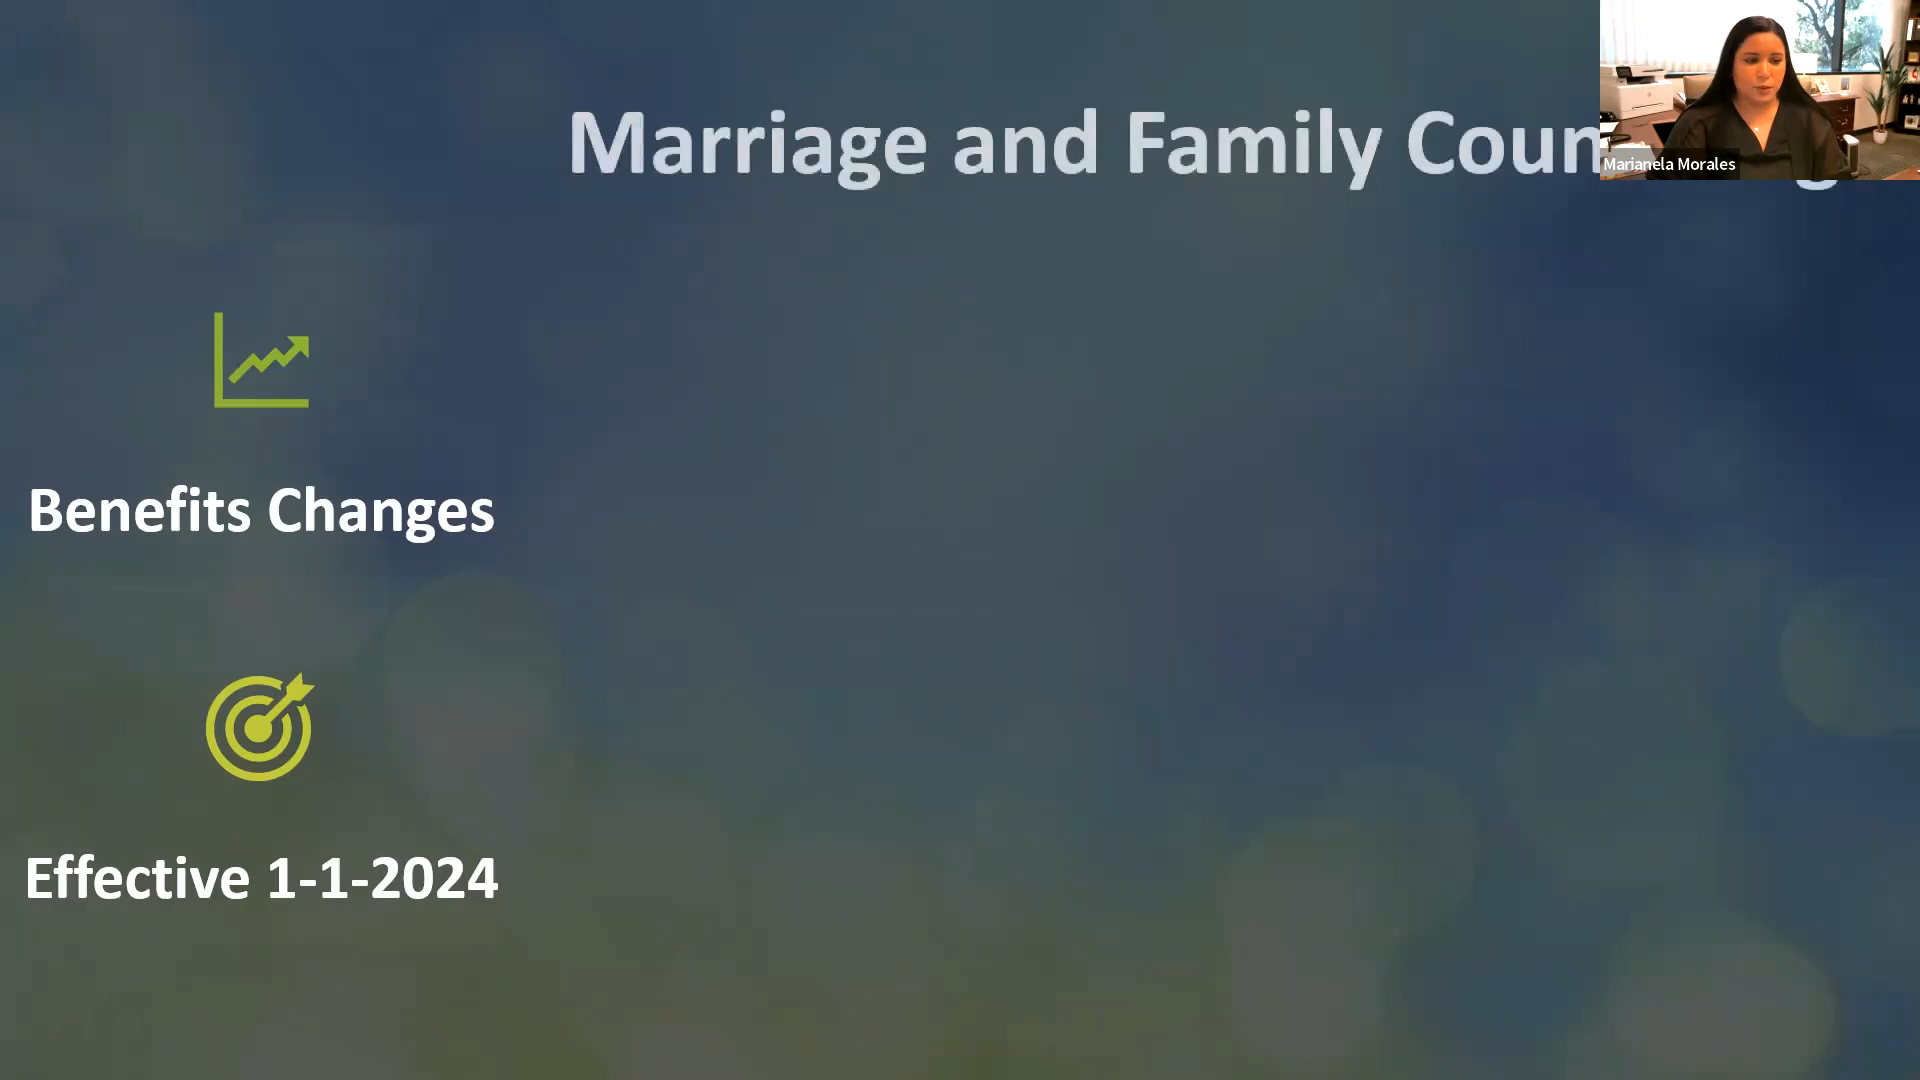 Marriage and Family Coun
Marianela Morales
Benefits Changes
Effective 1-1-2024